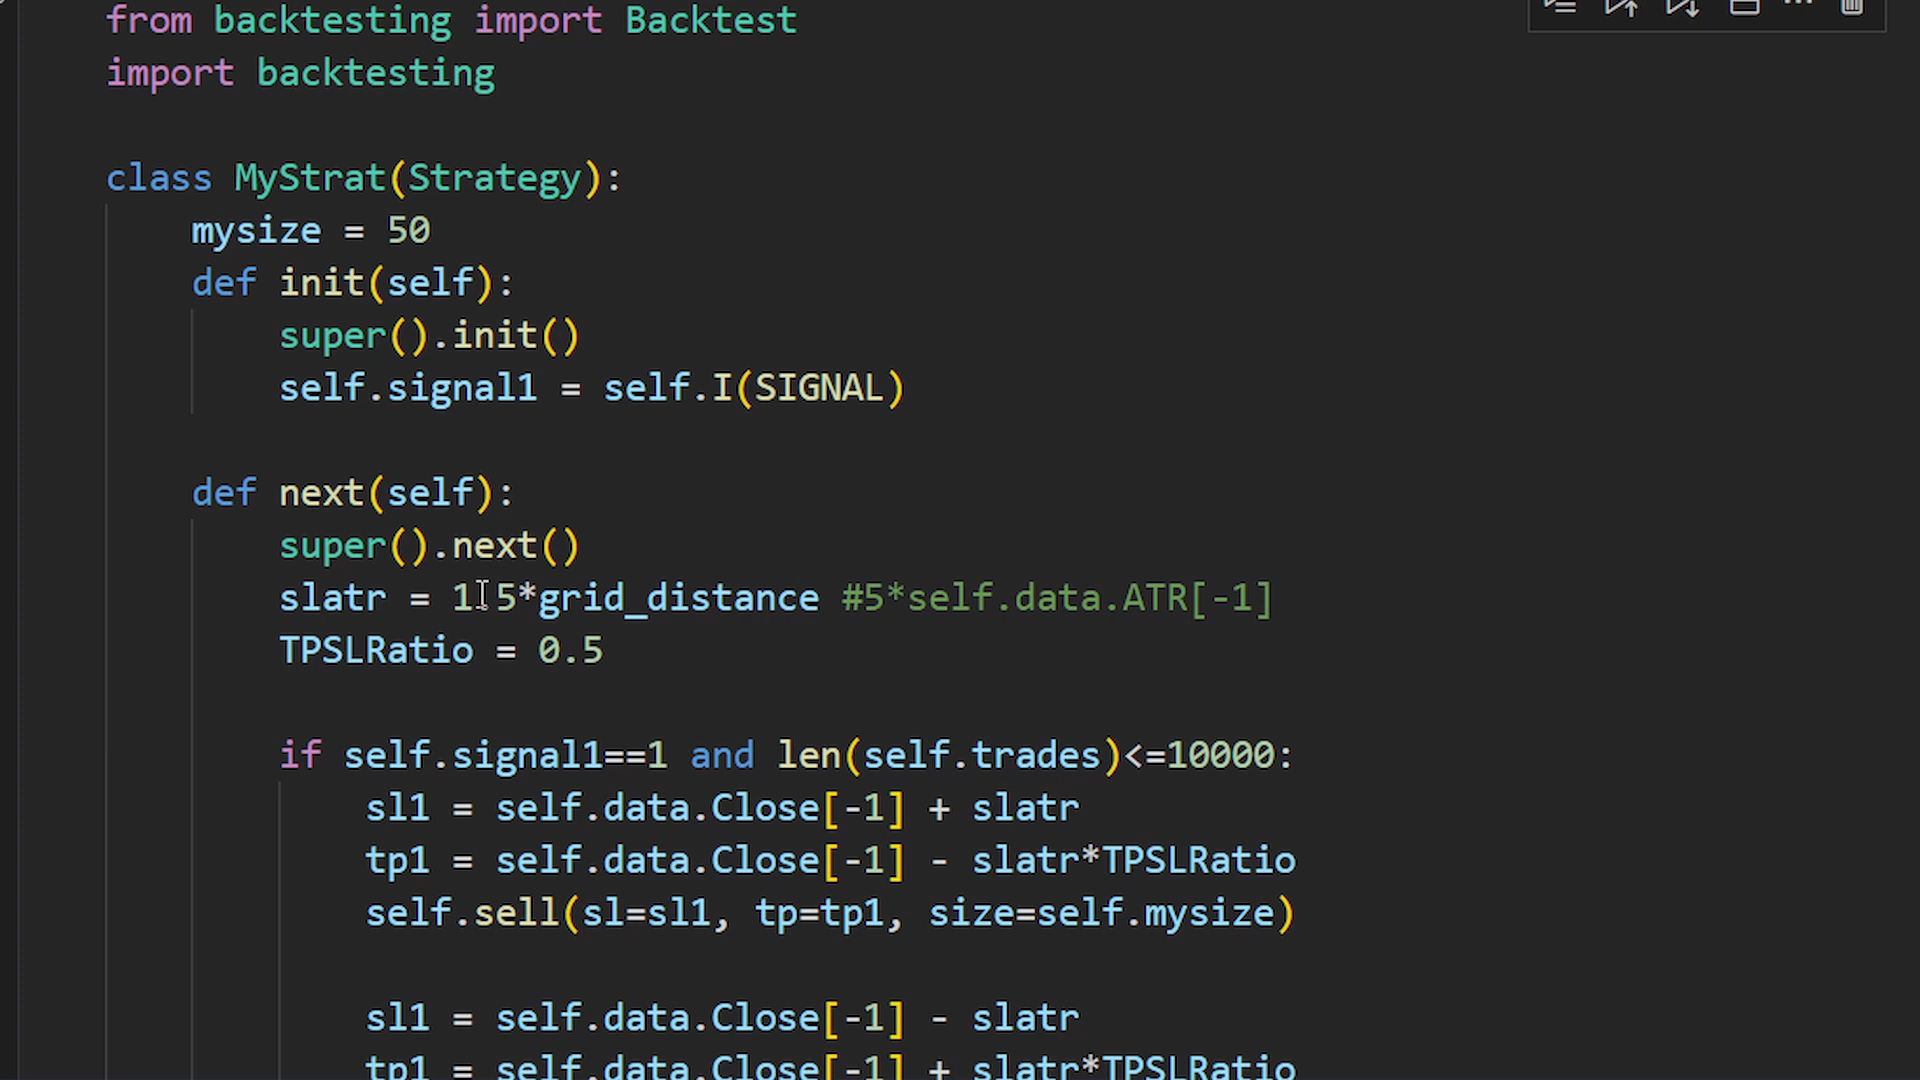 from backtesting import Backtest
import backtesting
class MyStrat(Strategy):
mysize = 50
def init(self):
super().init()
self.signal1 = self.I(SIGNAL)
def next(self):
super().next()
slatr = 1.5*grid_distance #5*self.data.ATR[-1]
TPSLRatio = 0.5
if self.signal1==1 and len(self.trades)<=10000:
sl1 = self.data.Close[-1] + slatr
tp1 = self.data.Close[-1] - slatr*TPSLRatio
self.sell(sl=sl1, tp=tp1, size=self.mysize)
sl1 = self.data.Close[-1] - slatr
tp1 = self.data.Close[-1] + slatr*TPSLRatio